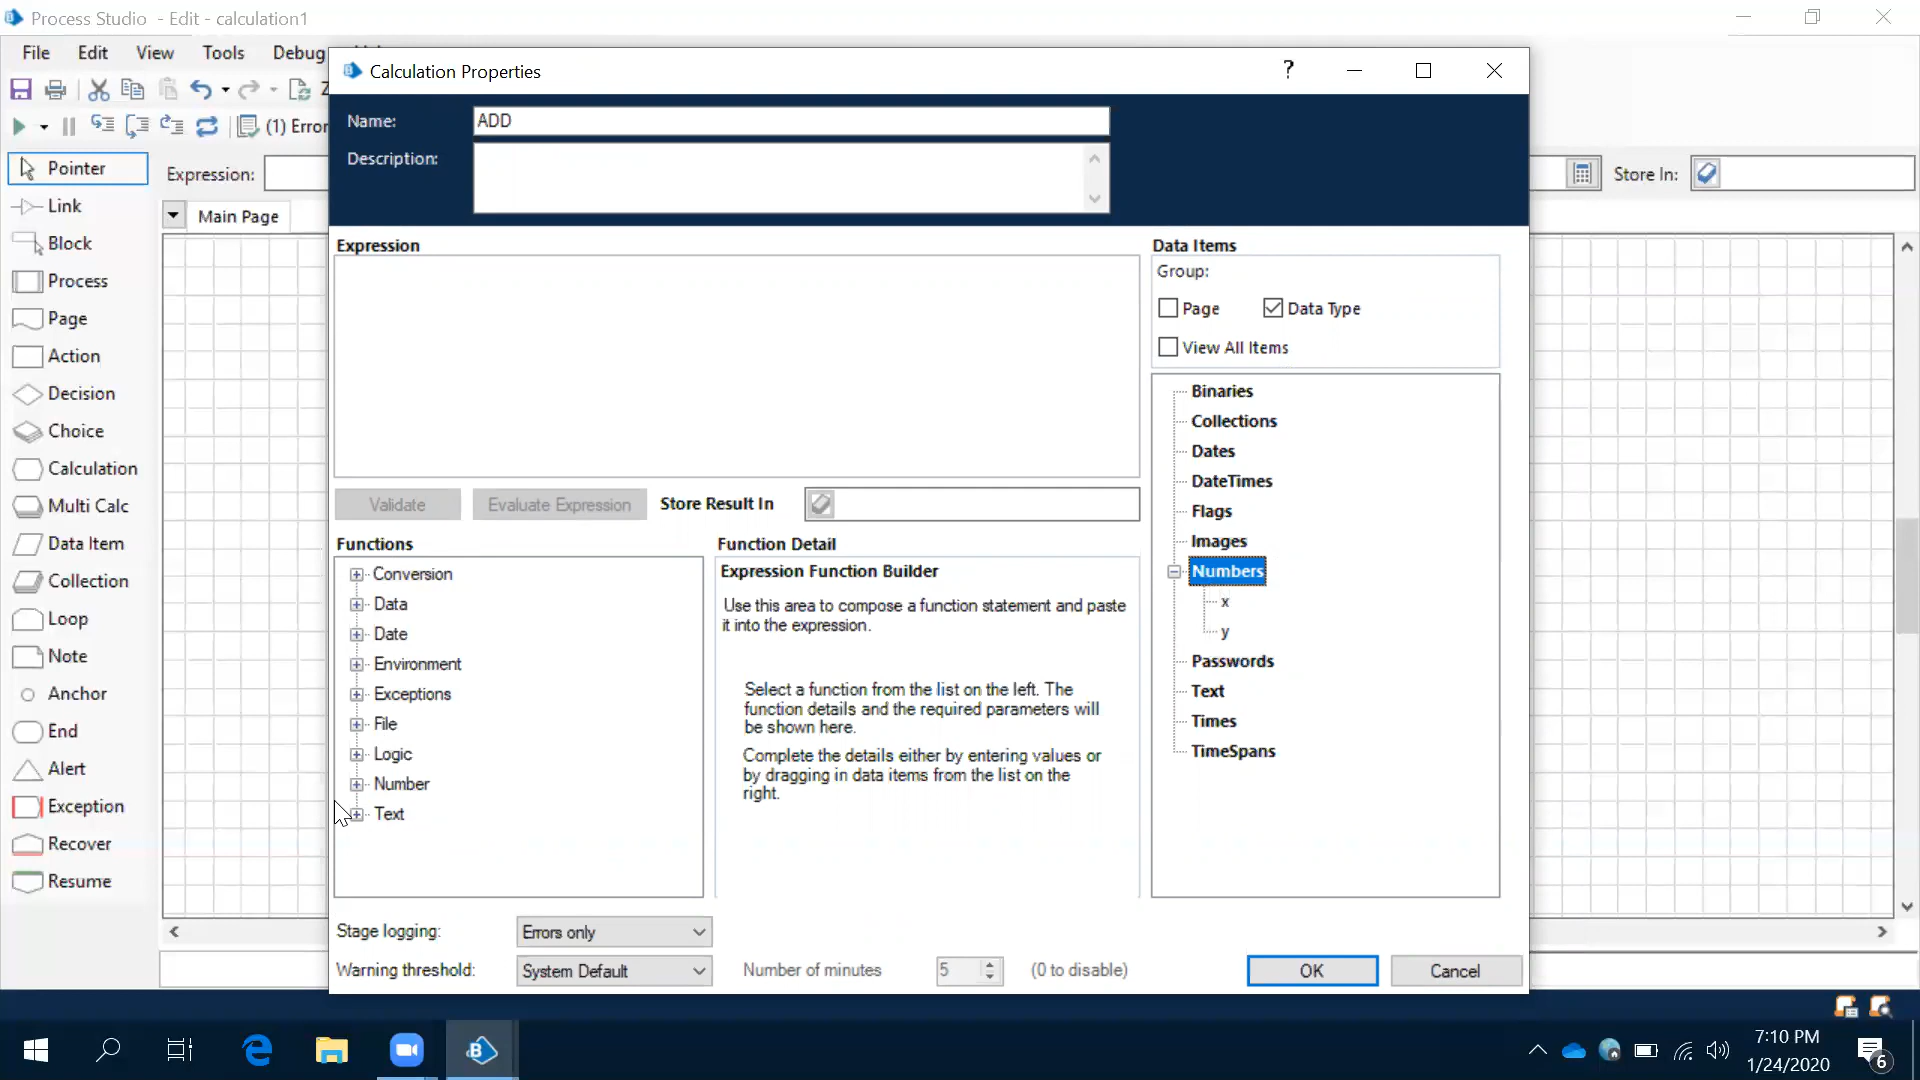 Process Studio - Edit - calculation1
File Edit View Tools Debug
(1) Error
Expression:
Store In:
Main Page
Pointer
Link
Block
Process
Page
Action
Decision
Choice
Calculation
Multi Calc
Data Item
Collection
Loop
Note
Anchor
End
Alert
Exception
Recover
Resume
Calculation Properties
?
Name: ADD
Description:
Expression
Validate
Evaluate Expression
Store Result In
Functions
Conversion
Data
Date
Environment
Exceptions
File
Logic
Number
Text
Function Detail
Expression Function Builder
Use this area to compose a function statement and paste
it into the expression.
Select a function from the list on the left. The
function details and the required parameters will
be shown here.
Complete the details either by entering values or
by dragging in data items from the list on the
right.
Data Items
Group:
Page
Data Type
View All Items
Binaries
Collections
Dates
DateTimes
Flags
Images
Numbers
x
y
Passwords
Text
Times
TimeSpans
Stage logging: Errors only
Warning threshold: System Default
Number of minutes 5 (0 to disable)
OK
Cancel
7:10 PM
1/24/2020
6